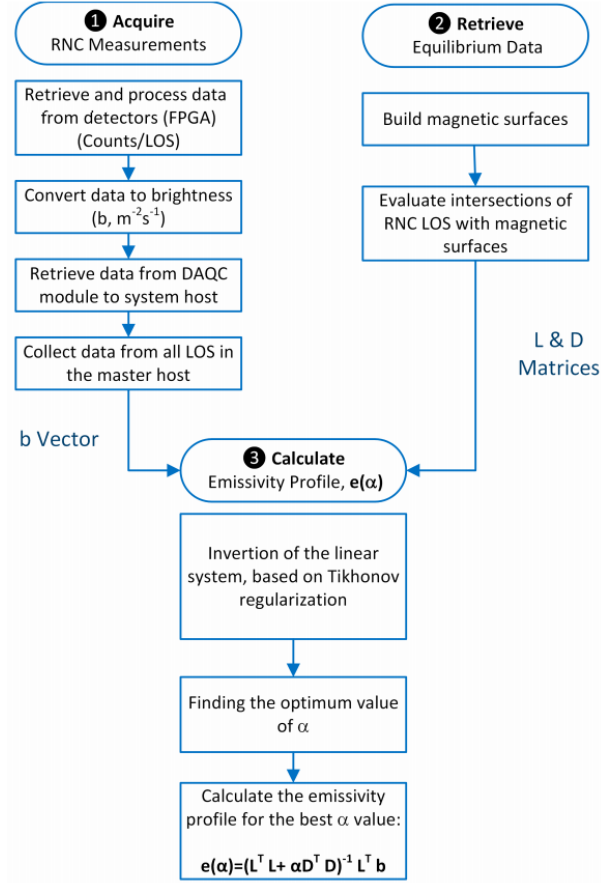 ❶ Acquire
RNC Measurements
Retrieve and process data
from detectors (FPGA)
(Counts/LOS)
Convert data to brightness
(b, m⁻²s⁻¹)
Retrieve data from DAQC
module to system host
Collect data from all LOS in
the master host
b Vector
❷ Retrieve
Equilibrium Data
Build magnetic surfaces
Evaluate intersections of
RNC LOS with magnetic
surfaces
L & D
Matrices
❸ Calculate
Emissivity Profile, e(α)
Invertion of the linear
system, based on Tikhonov
regularization
Finding the optimum value
of α
Calculate the emissivity
profile for the best α value:
e(α)=(Lᵀ L+ αDᵀ D)⁻¹ Lᵀ b